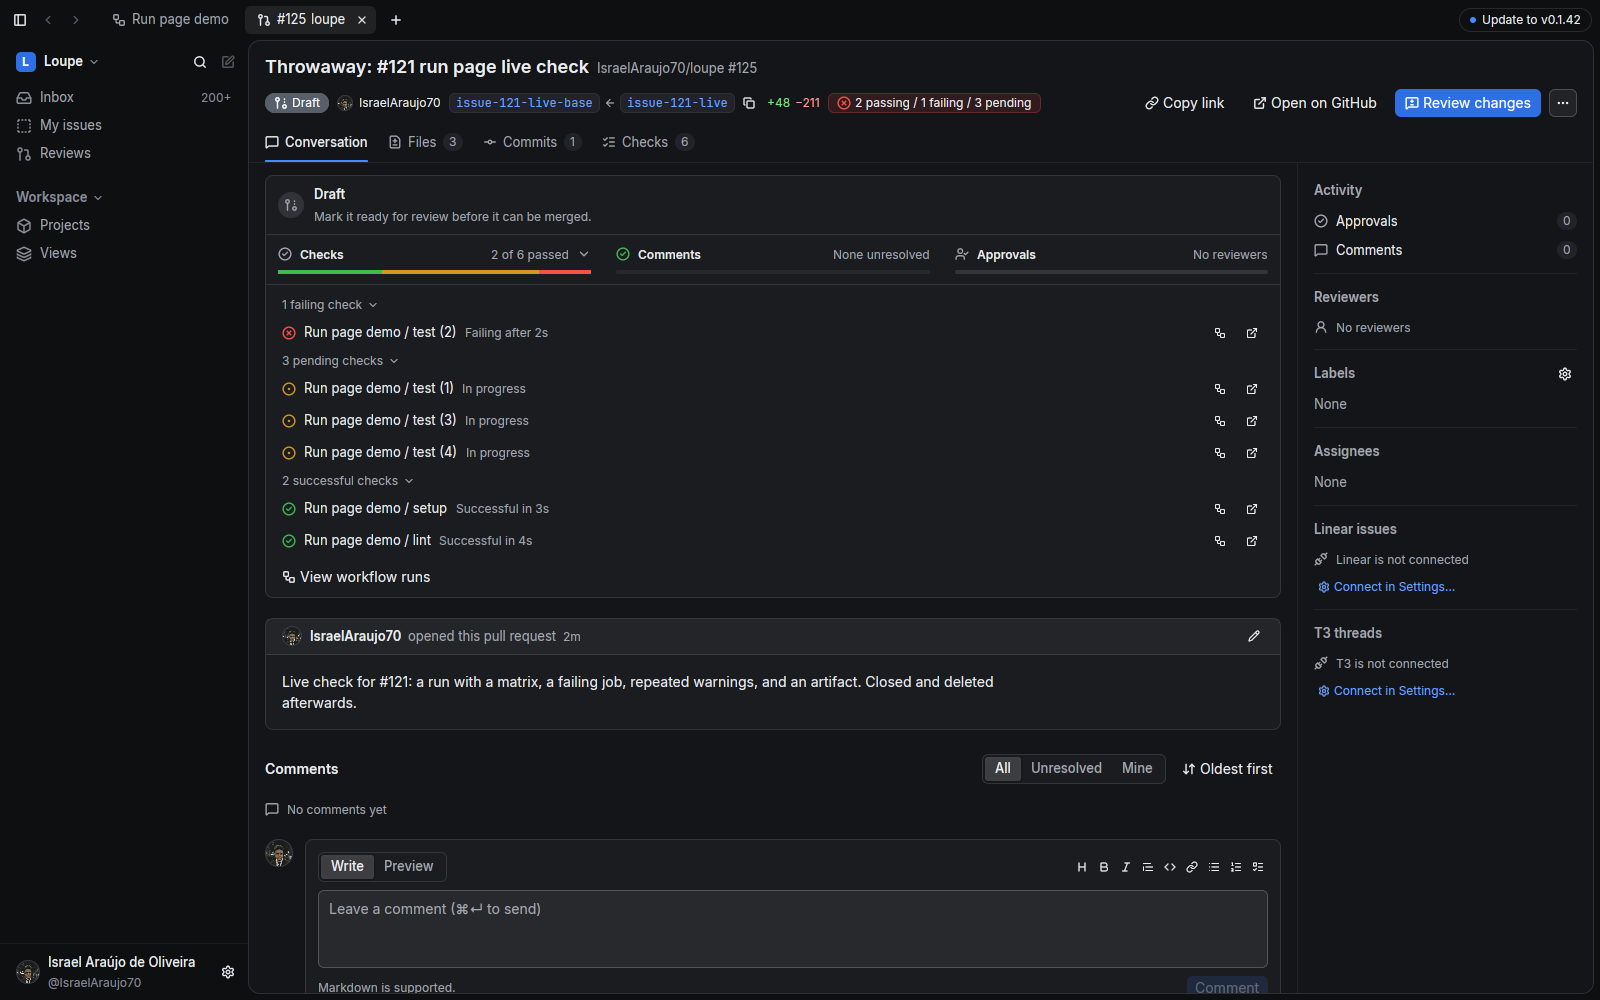 Run page demo
#125 loupe
Update to v0.1.42
L Loupe
Inbox 200+
My issues
Reviews
Workspace
Projects
Views
Throwaway: #121 run page live check IsraelAraujo70/loupe #125
Draft IsraelAraujo70 issue-121-live-base ← issue-121-live +48 −211 2 passing / 1 failing / 3 pending
Copy link Open on GitHub Review changes
Conversation Files 3 Commits 1 Checks 6
Draft
Mark it ready for review before it can be merged.
Checks 2 of 6 passed
Comments None unresolved
Approvals No reviewers
1 failing check
Run page demo / test (2) Failing after 2s
3 pending checks
Run page demo / test (1) In progress
Run page demo / test (3) In progress
Run page demo / test (4) In progress
2 successful checks
Run page demo / setup Successful in 3s
Run page demo / lint Successful in 4s
View workflow runs
IsraelAraujo70 opened this pull request 2m
Live check for #121: a run with a matrix, a failing job, repeated warnings, and an artifact. Closed and deleted
afterwards.
Comments
All Unresolved Mine
Oldest first
No comments yet
Write Preview
Leave a comment (⌘↵ to send)
Markdown is supported.
Comment
Activity
Approvals 0
Comments 0
Reviewers
No reviewers
Labels
None
Assignees
None
Linear issues
Linear is not connected
Connect in Settings...
T3 threads
T3 is not connected
Connect in Settings...
Israel Araújo de Oliveira
@IsraelAraujo70